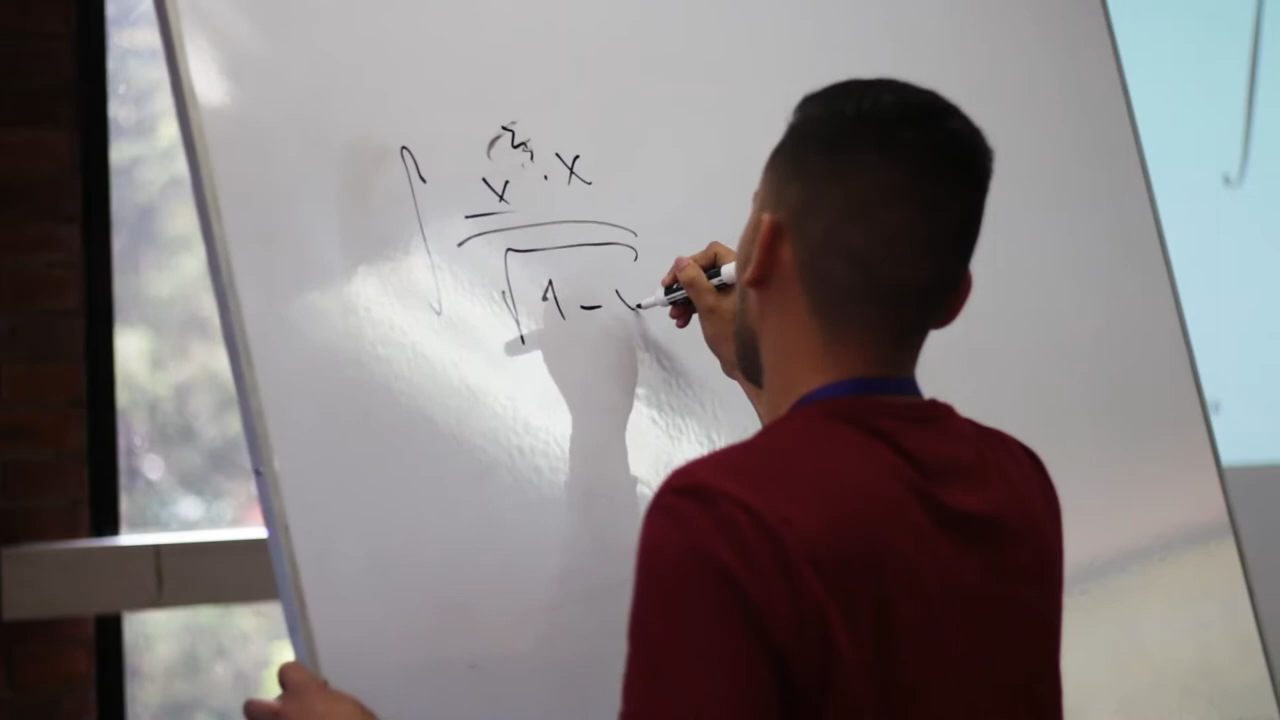 ∫ x · x
√1 -